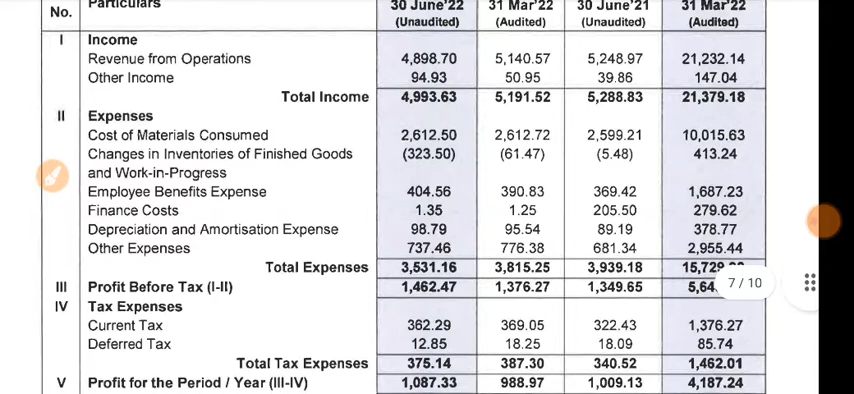 No. Particulars 30 June'22 31 Mar'22 30 June'21 31 Mar'22
(Unaudited) (Audited) (Unaudited) (Audited)
I Income
Revenue from Operations 4,898.70 5,140.57 5,248.97 21,232.14
Other Income 94.93 50.95 39.86 147.04
Total Income 4,993.63 5,191.52 5,288.83 21,379.18
II Expenses
Cost of Materials Consumed 2,612.50 2,612.72 2,599.21 10,015.63
Changes in Inventories of Finished Goods (323.50) (61.47) (5.48) 413.24
and Work-in-Progress
Employee Benefits Expense 404.56 390.83 369.42 1,687.23
Finance Costs 1.35 1.25 205.50 279.62
Depreciation and Amortisation Expense 98.79 95.54 89.19 378.77
Other Expenses 737.46 776.38 681.34 2,955.44
Total Expenses 3,531.16 3,815.25 3,939.18 15,729
III Profit Before Tax (I-II) 1,462.47 1,376.27 1,349.65 5,64
7 / 10
IV Tax Expenses
Current Tax 362.29 369.05 322.43 1,376.27
Deferred Tax 12.85 18.25 18.09 85.74
Total Tax Expenses 375.14 387.30 340.52 1,462.01
V Profit for the Period / Year (III-IV) 1,087.33 988.97 1,009.13 4,187.24